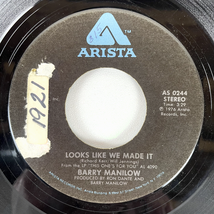 ARISTA
™
1921
AS 0244
STEREO
Time: 3:29
℗ 1976 Arista
Records, Inc.
LOOKS LIKE WE MADE IT
(Richard Kerr/ Will Jennings)
From the LP "THIS ONE'S FOR YOU" AL 4090
BARRY MANILOW
PRODUCED BY RON DANTE AND
BARRY MANILOW